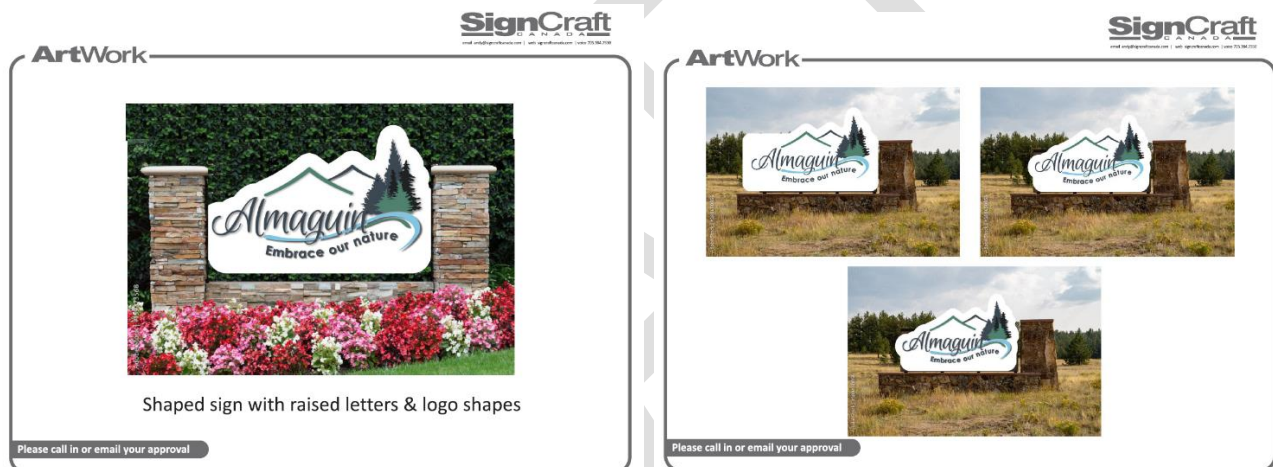 SignCraft
CANADA
ArtWork
Almaguin
Embrace our nature
Shaped sign with raised letters & logo shapes
Please call in or email your approval
SignCraft
CANADA
ArtWork
Almaguin
Embrace our nature
Almaguin
Embrace our nature
Almaguin
Embrace our nature
Please call in or email your approval